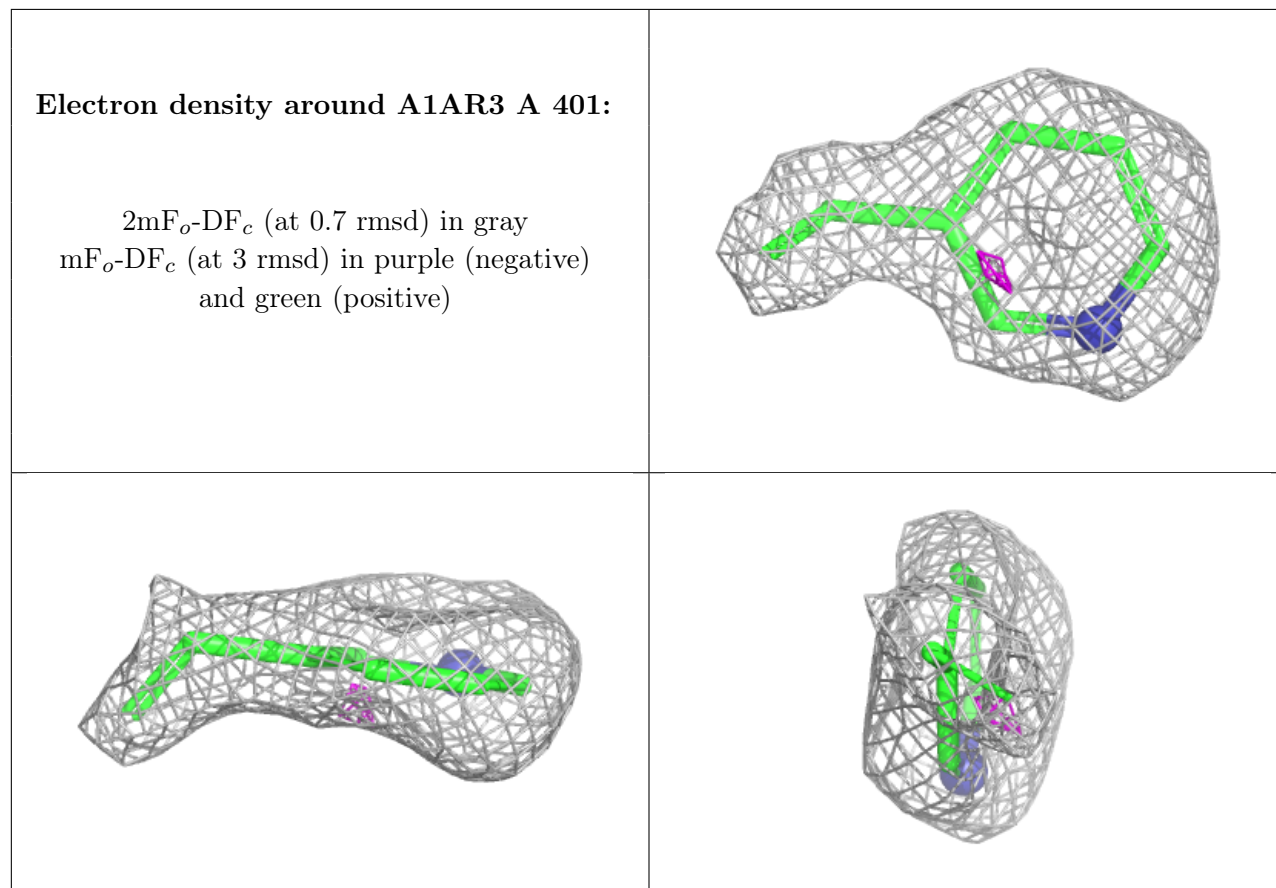 Electron density around A1AR3 A 401:
2mFo-DFc (at 0.7 rmsd) in gray
mFo-DFc (at 3 rmsd) in purple (negative)
and green (positive)